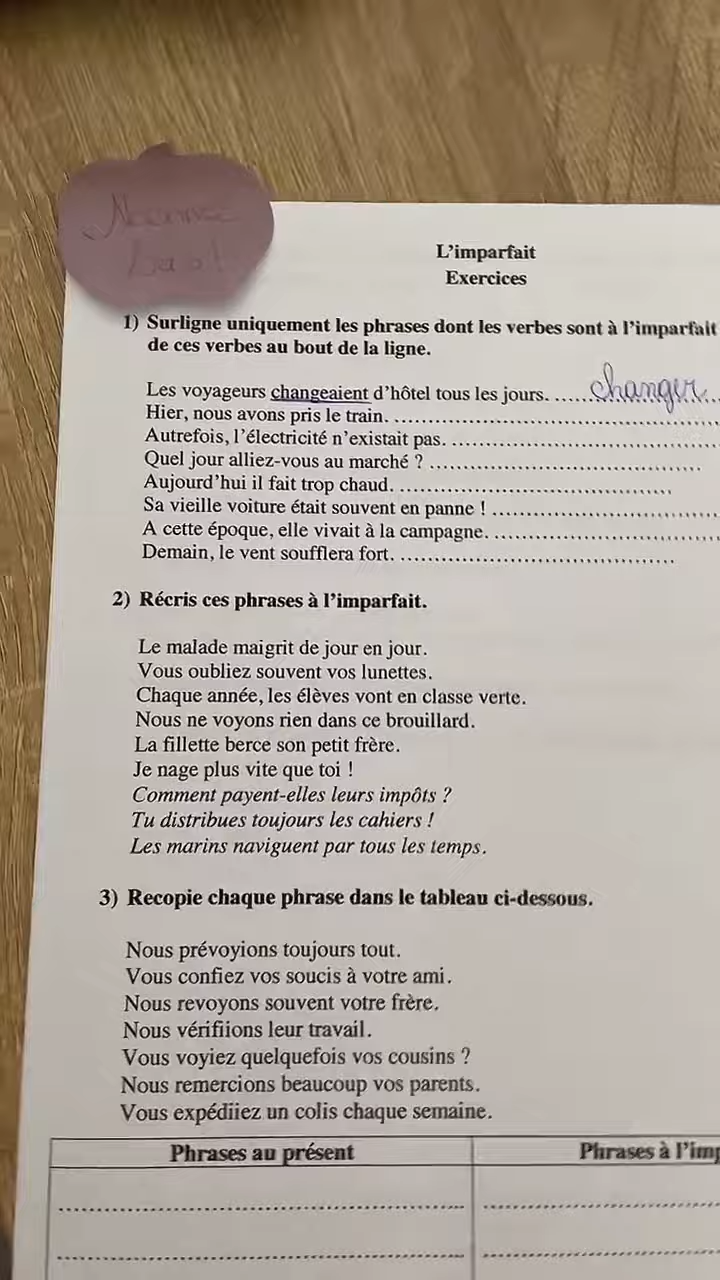 L'imparfait
Exercices
1) Surligne uniquement les phrases dont les verbes sont à l'imparfait
de ces verbes au bout de la ligne.
Les voyageurs changeaient d'hôtel tous les jours. ......changer...
Hier, nous avons pris le train. ..................................................
Autrefois, l'électricité n'existait pas. ..........................................
Quel jour alliez-vous au marché ? ..........................................
Aujourd'hui il fait trop chaud. ..........................................
Sa vieille voiture était souvent en panne ! ..................................
A cette époque, elle vivait à la campagne. ..................................
Demain, le vent soufflera fort. ..........................................
2) Récris ces phrases à l'imparfait.
Le malade maigrit de jour en jour.
Vous oubliez souvent vos lunettes.
Chaque année, les élèves vont en classe verte.
Nous ne voyons rien dans ce brouillard.
La fillette berce son petit frère.
Je nage plus vite que toi !
Comment payent-elles leurs impôts ?
Tu distribues toujours les cahiers !
Les marins naviguent par tous les temps.
3) Recopie chaque phrase dans le tableau ci-dessous.
Nous prévoyions toujours tout.
Vous confiez vos soucis à votre ami.
Nous revoyons souvent votre frère.
Nous vérifiions leur travail.
Vous voyiez quelquefois vos cousins ?
Nous remercions beaucoup vos parents.
Vous expédiiez un colis chaque semaine.
Phrases au présent Phrases à l'imp